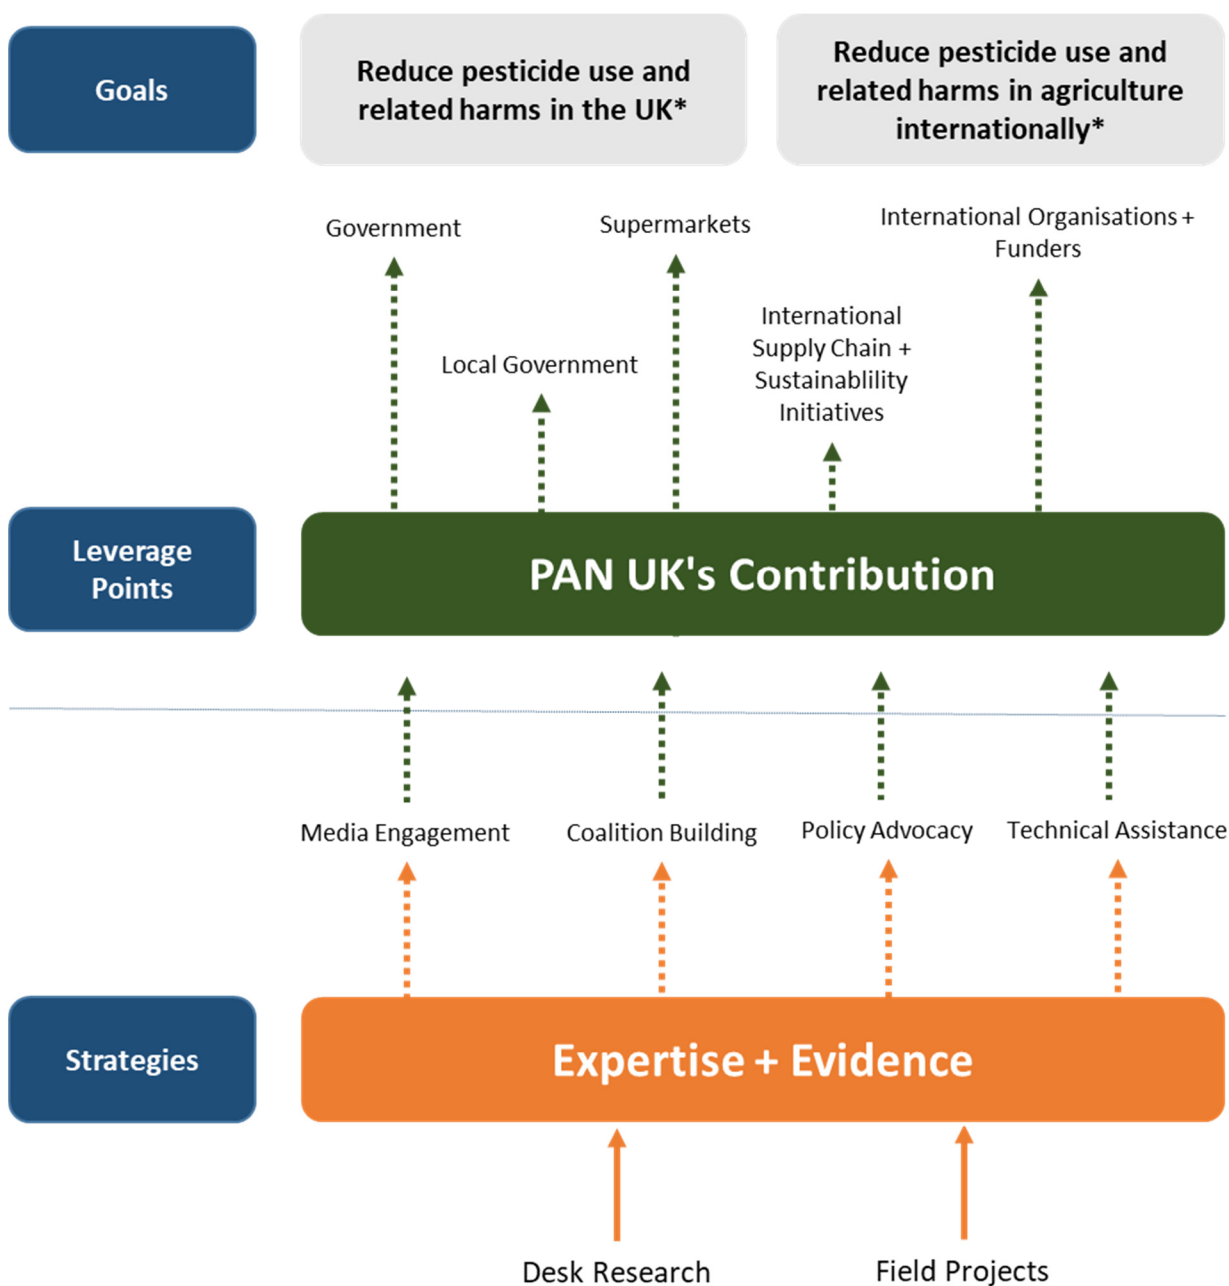 Goals
Reduce pesticide use and
related harms in the UK*
Reduce pesticide use and
related harms in agriculture
internationally*
Government
Supermarkets
International Organisations +
Funders
Local Government
International
Supply Chain +
Sustainablility
Initiatives
Leverage
Points
PAN UK's Contribution
Media Engagement
Coalition Building
Policy Advocacy
Technical Assistance
Strategies
Expertise + Evidence
Desk Research
Field Projects